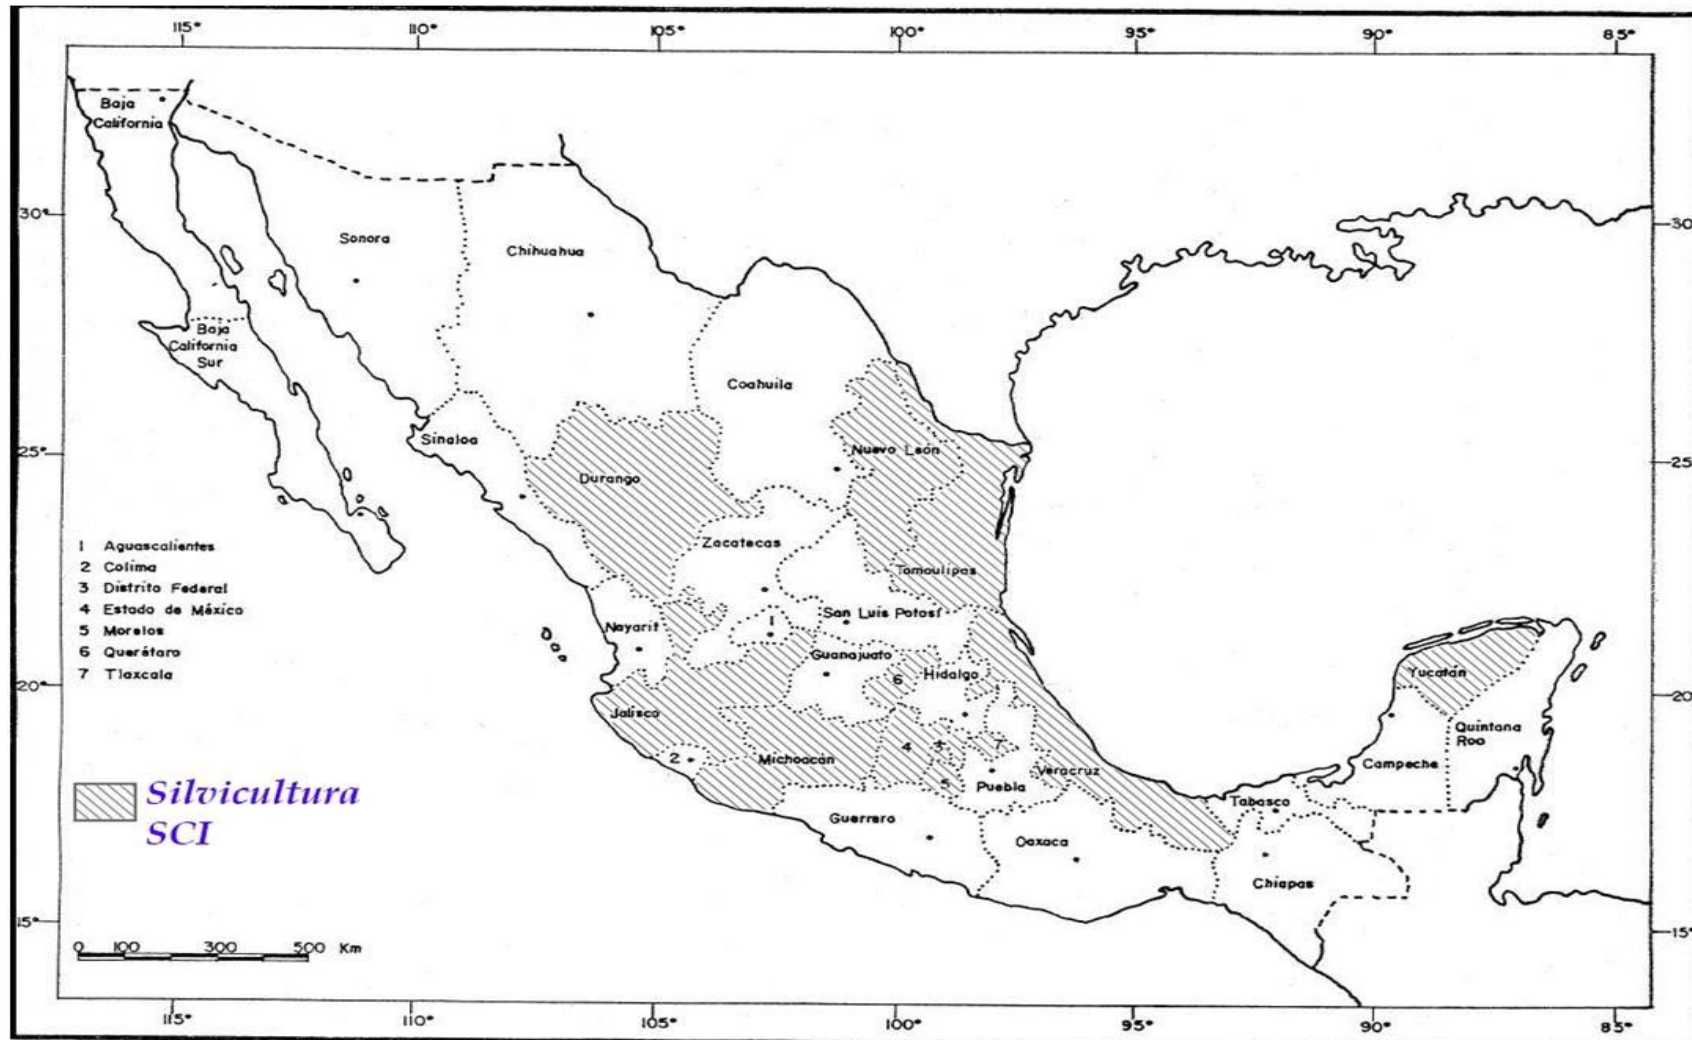 115°
110°
105°
100°
95°
90°
85°
Baja
California
30°
30°
Sonora
Chihuahua
Baja
California
Sur
Coahuila
Sinaloa
Nuevo León
25°
25°
Durango
Zacatecas
Tamaulipas
1 Aguascalientes
2 Colima
3 Distrito Federal
4 Estado de México
5 Morelos
6 Querétaro
7 Tlaxcala
San Luis Potosí
Nayarit
1
Guanajuato
Hidalgo
6
Yucatán
20°
20°
Jalisco
Quintana
Roo
4
3
7
2
Michoacán
Veracruz
Campeche
5
Puebla
Tabasco
Silvicultura
SCI
Guerrero
Oaxaca
Chiapas
15°
15°
0 100 300 500 Km
115°
110°
105°
100°
95°
90°
85°